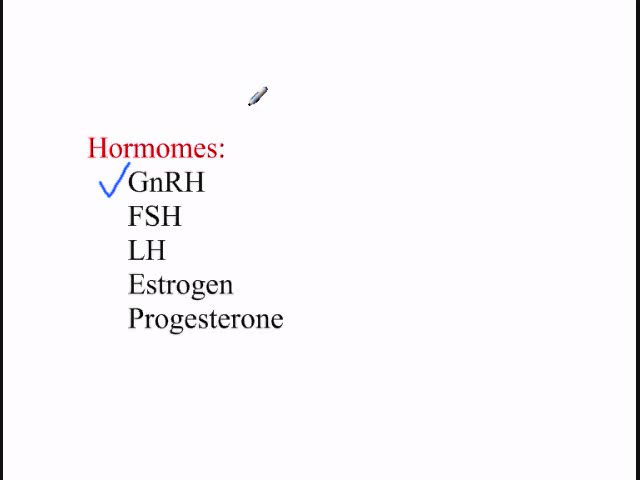 Hormomes:
GnRH
FSH
LH
Estrogen
Progesterone